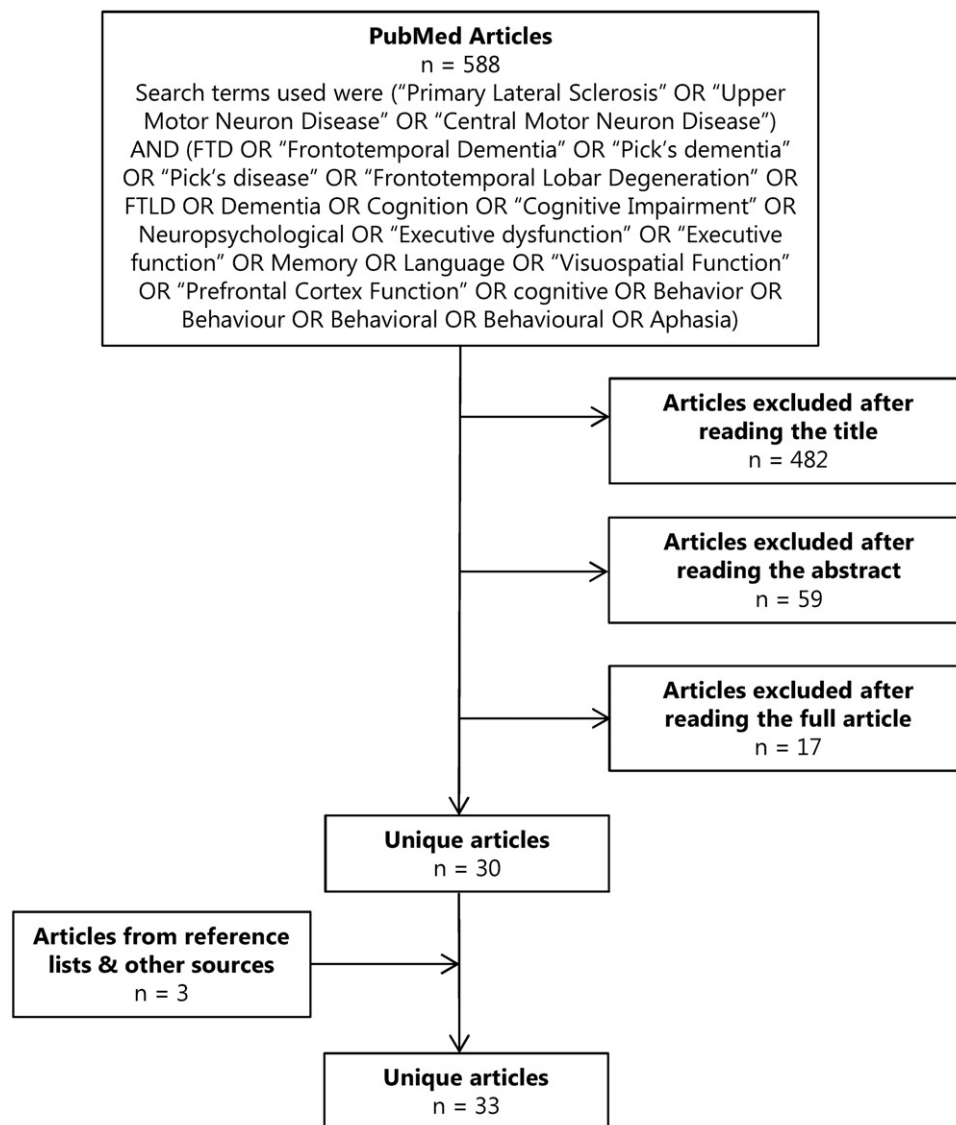 PubMed Articles
n = 588
Search terms used were (“Primary Lateral Sclerosis” OR “Upper
Motor Neuron Disease” OR “Central Motor Neuron Disease”)
AND (FTD OR “Frontotemporal Dementia” OR “Pick’s dementia”
OR “Pick’s disease” OR “Frontotemporal Lobar Degeneration” OR
FTLD OR Dementia OR Cognition OR “Cognitive Impairment” OR
Neuropsychological OR “Executive dysfunction” OR “Executive
function” OR Memory OR Language OR “Visuospatial Function”
OR “Prefrontal Cortex Function” OR cognitive OR Behavior OR
Behaviour OR Behavioral OR Behavioural OR Aphasia)
Articles excluded after
reading the title
n = 482
Articles excluded after
reading the abstract
n = 59
Articles excluded after
reading the full article
n = 17
Unique articles
n = 30
Articles from reference
lists & other sources
n = 3
Unique articles
n = 33